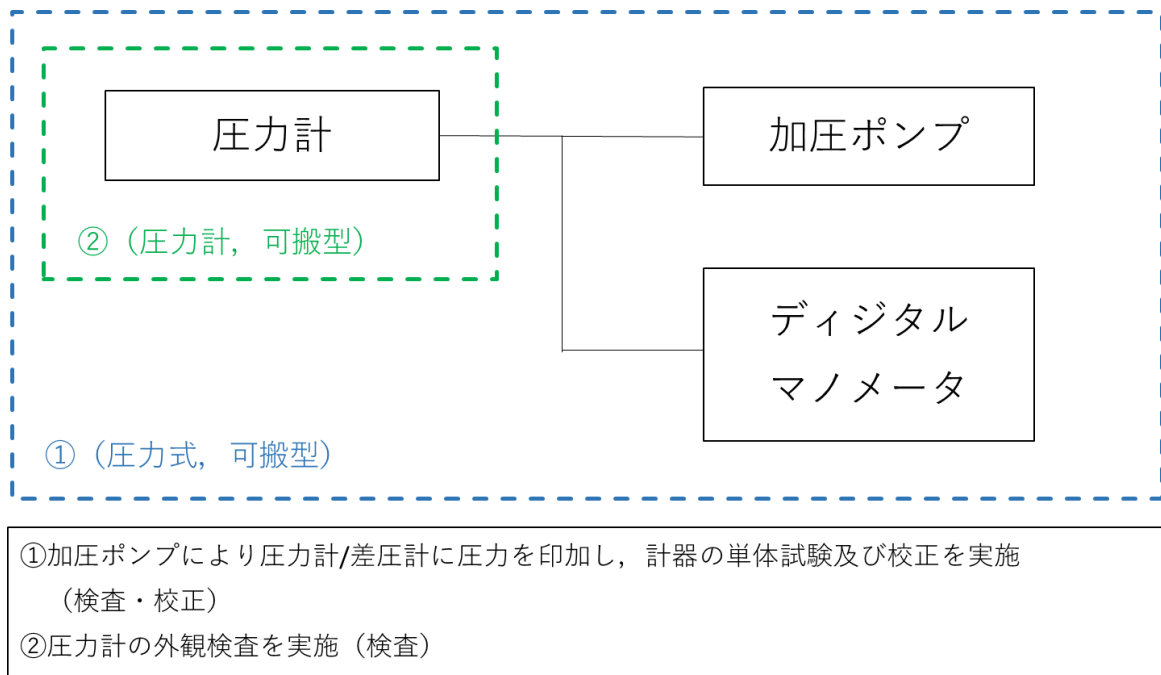 圧力計
加圧ポンプ
②（圧力計，可搬型）
ディジタル
マノメータ
①（圧力式，可搬型）
①加圧ポンプにより圧力計/差圧計に圧力を印加し，計器の単体試験及び校正を実施
（検査・校正）
②圧力計の外観検査を実施（検査）